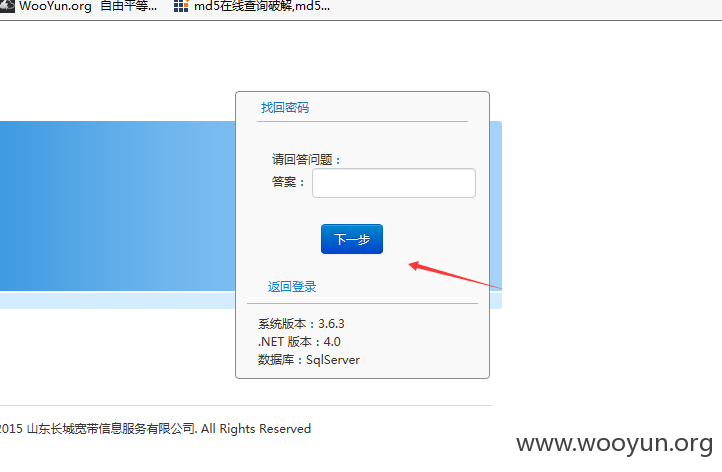 WooYun.org 自由平等... md5在线查询破解,md5...
找回密码
请回答问题：
答案：
下一步
返回登录
系统版本：3.6.3
.NET 版本：4.0
数据库：SqlServer
2015 山东长城宽带信息服务有限公司. All Rights Reserved
www.wooyun.org